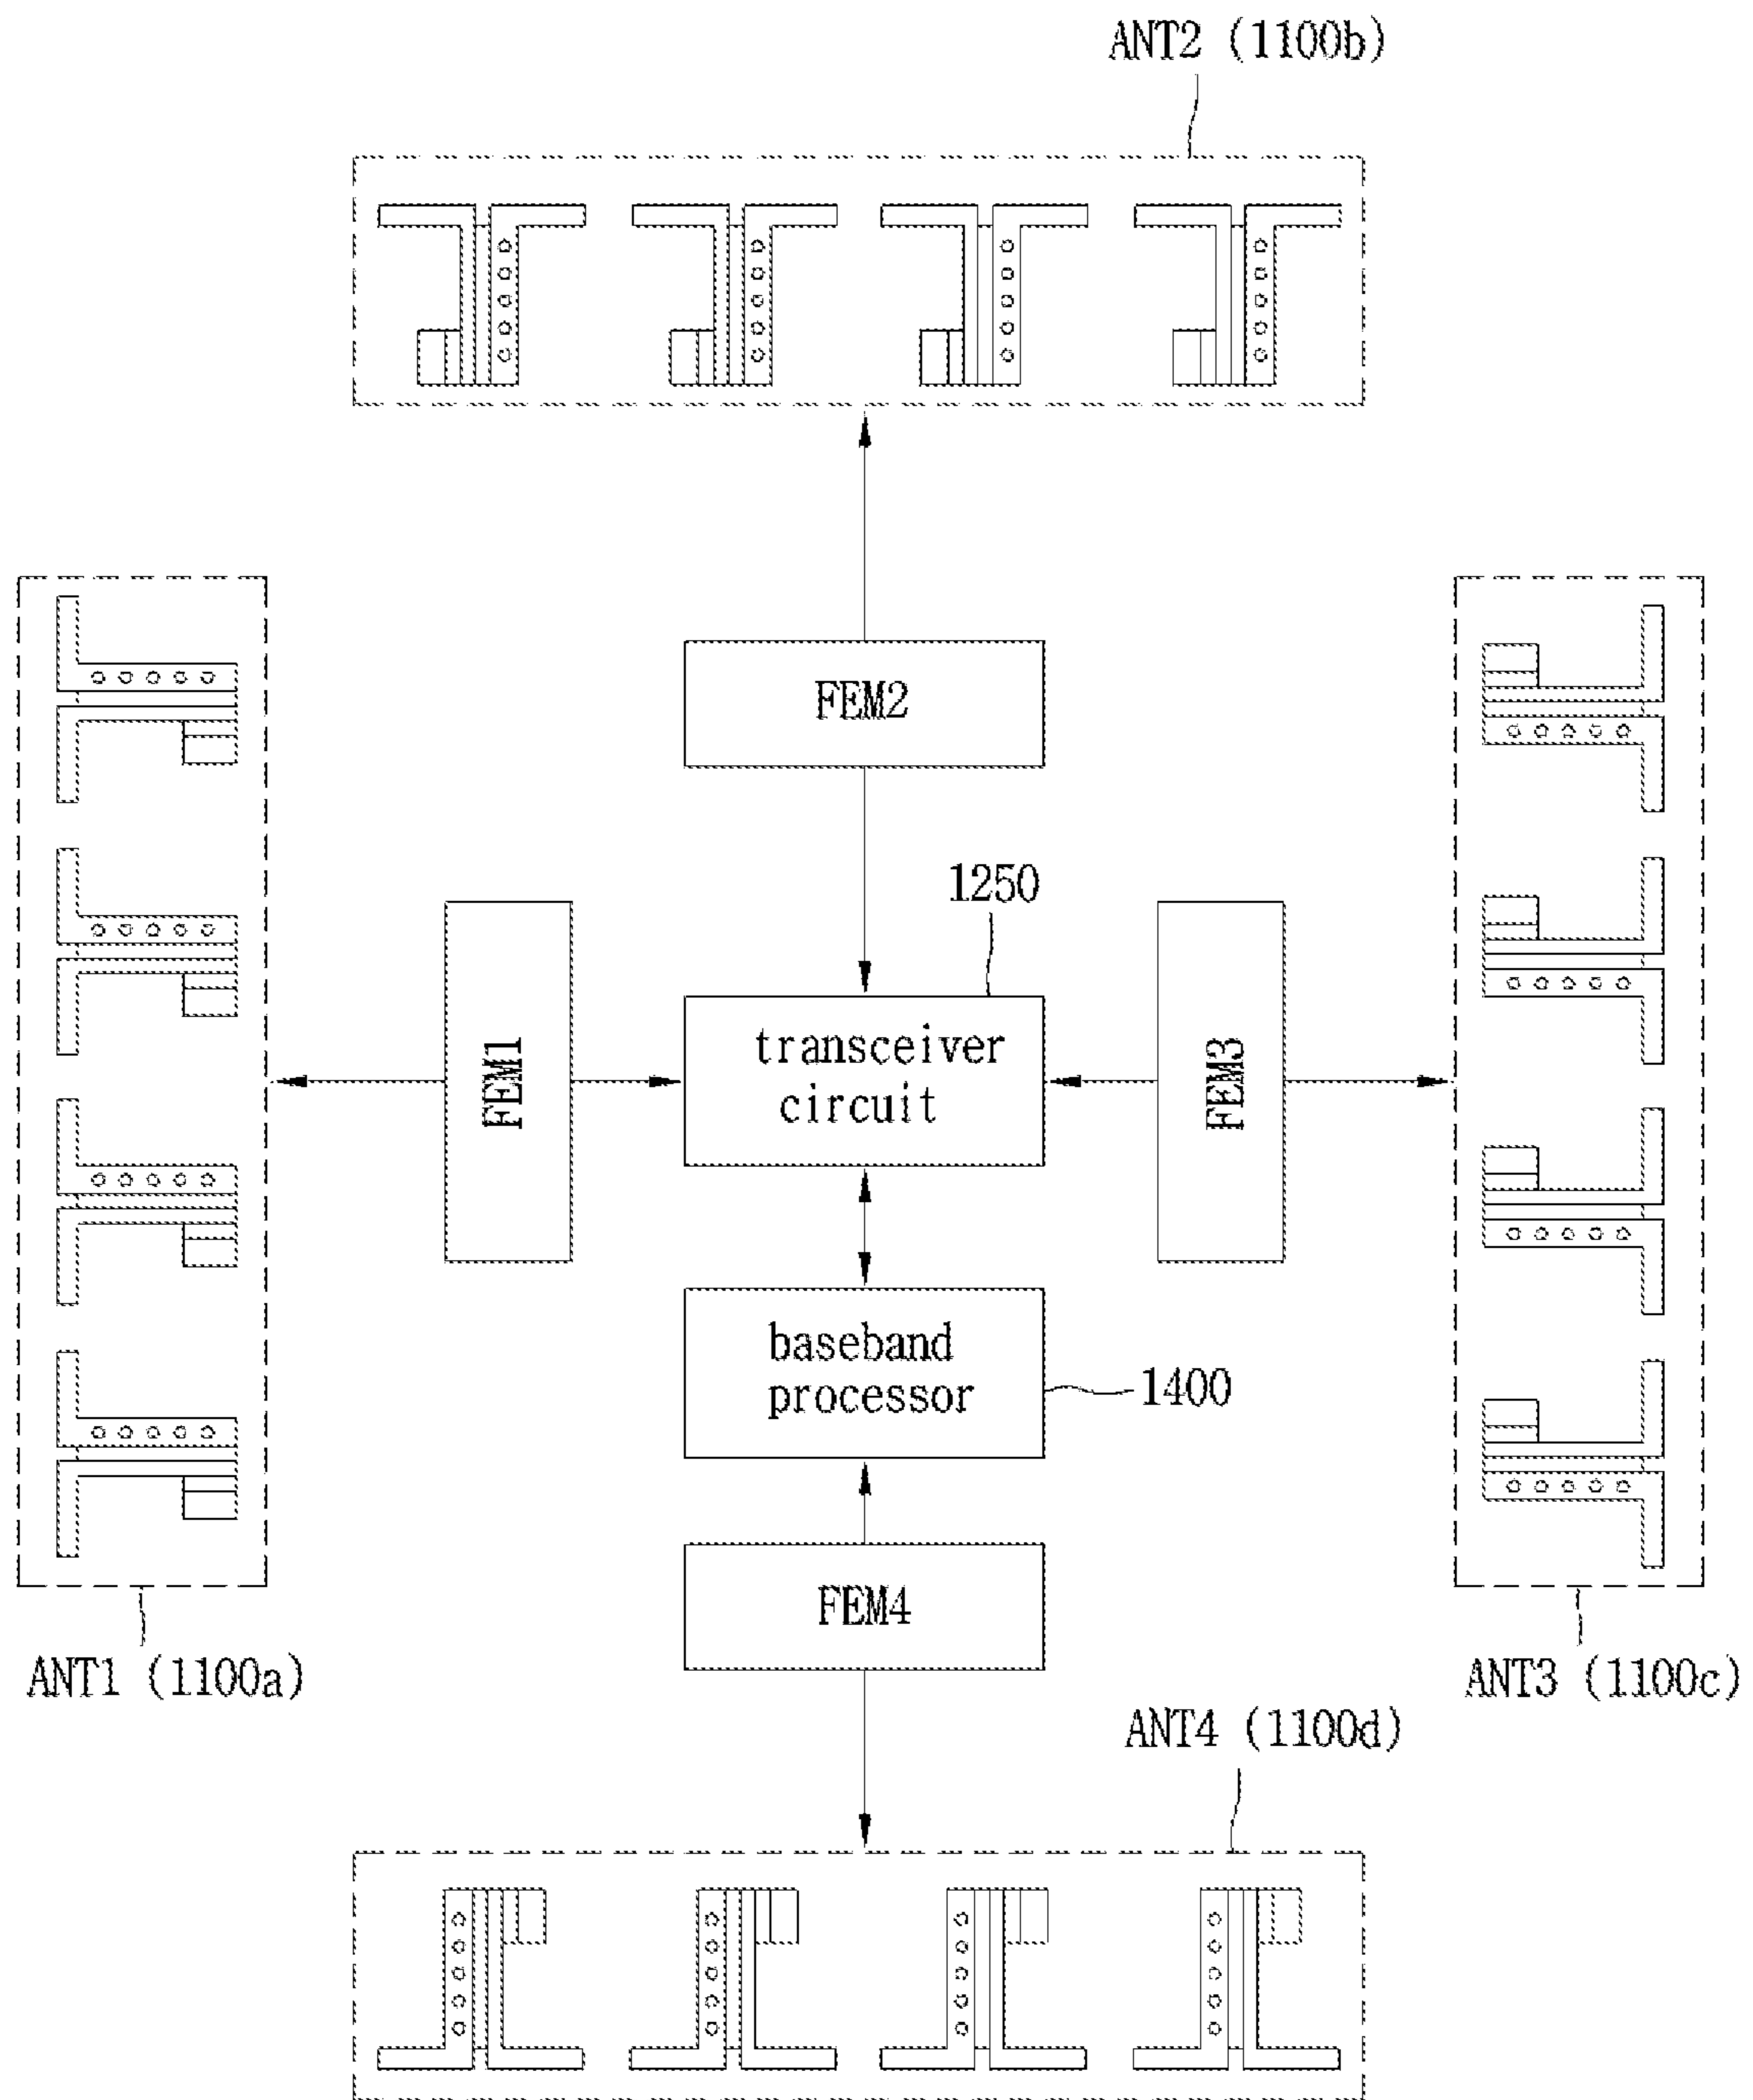 ANT2 (1100b)
FEM2
1250
transceiver
circuit
FEM1
FEM3
baseband
processor
1400
FEM4
ANT1 (1100a)
ANT3 (1100c)
ANT4 (1100d)